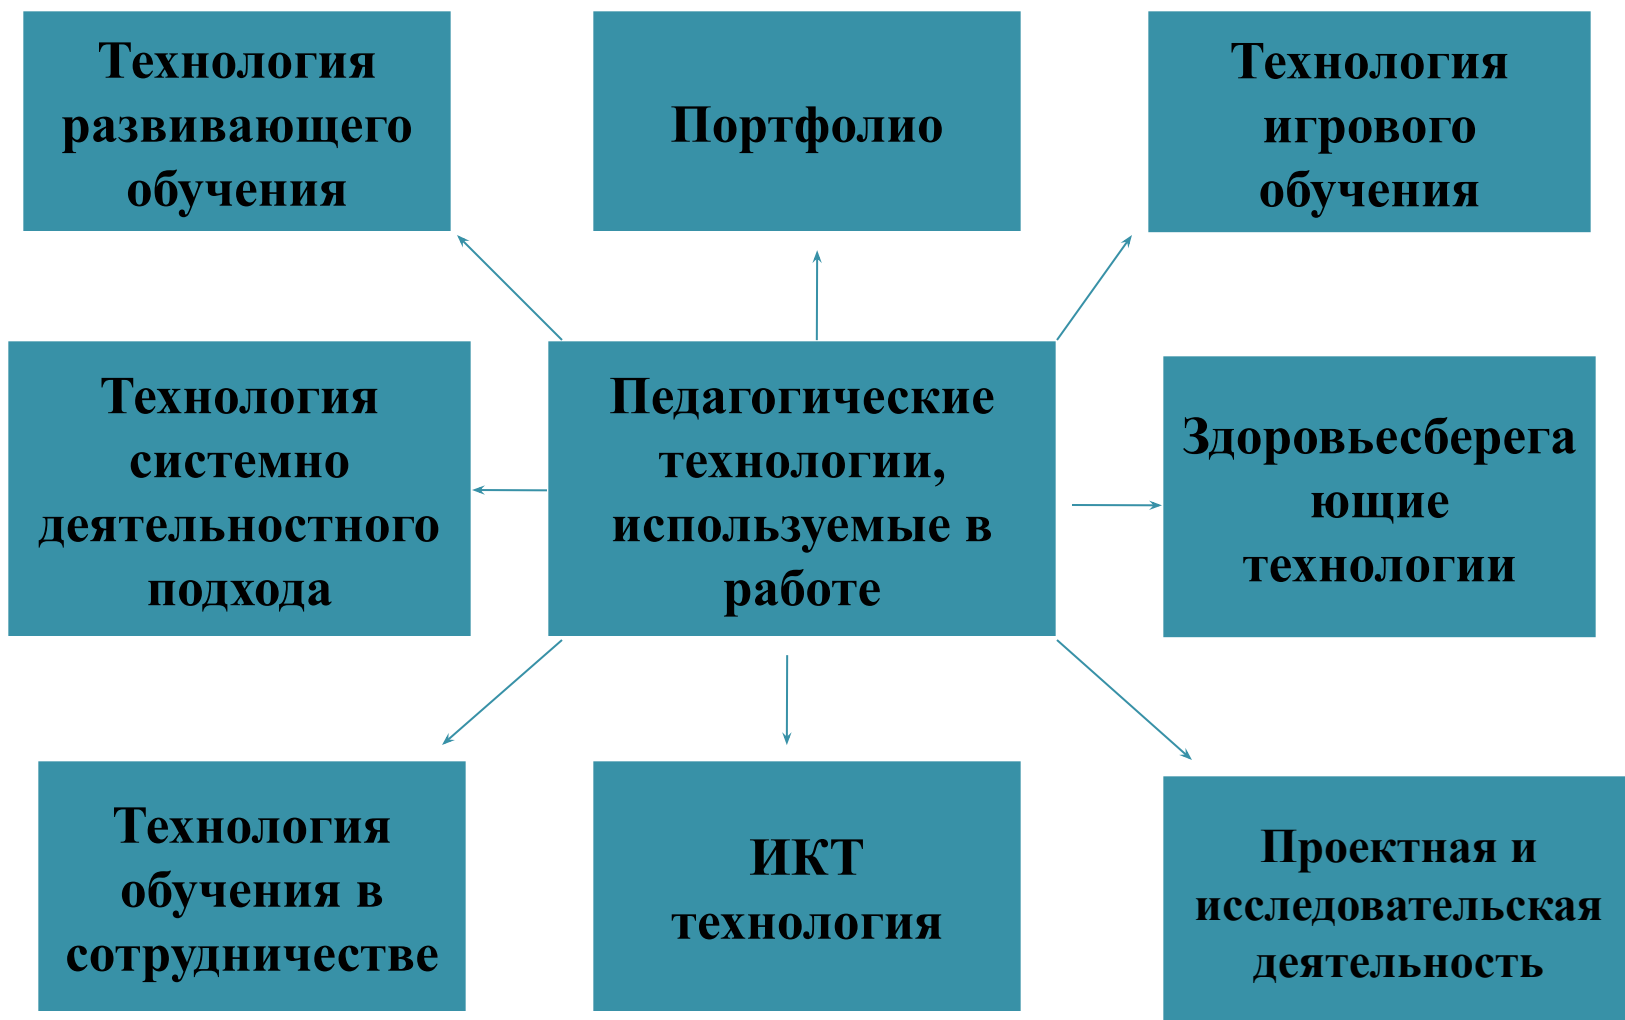 Технология
развивающего
обучения
Портфолио
Технология
игрового
обучения
Технология
системно
деятельностного
подхода
Педагогические
технологии,
используемые в
работе
Здоровьесберега
ющие
технологии
Технология
обучения в
сотрудничестве
ИКТ
технология
Проектная и
исследовательская
деятельность